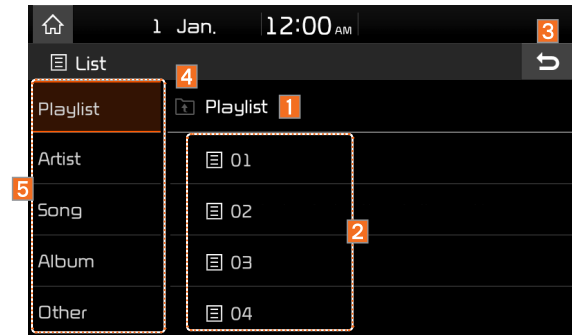 1 Jan. 12:00 AM
3
List
4
Playlist
Playlist 1
Artist
01
5
Song
02
2
Album
03
Other
04